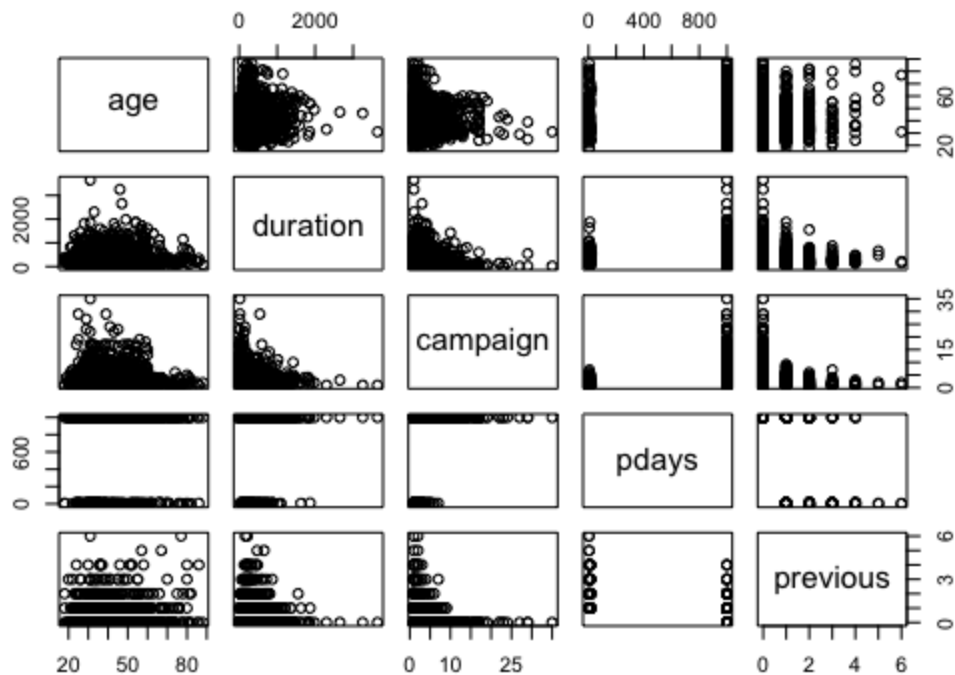 0 2000 0 400 800
age 20 60
0 2000 duration
campaign 0 15 35
0 600 pdays
previous 0 3 6
20 50 80 0 10 25 0 2 4 6